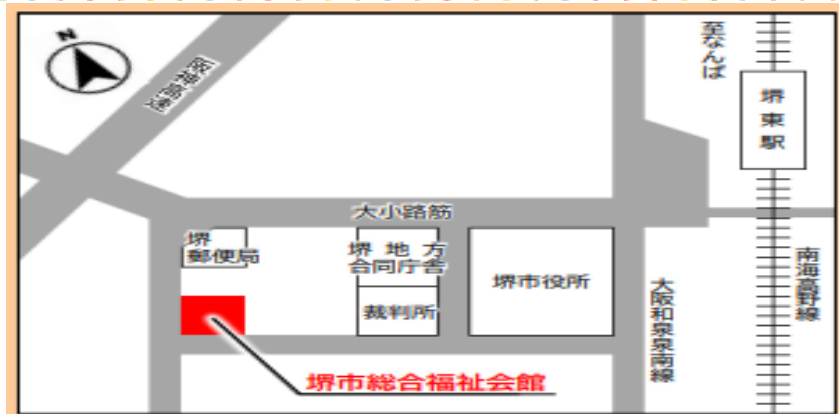 N
阪神高速
至なんば
堺東駅
大小路筋
堺
郵便局
堺地方
合同庁舎
裁判所
堺市役所
大阪和泉泉南線
南海高野線
堺市総合福祉会館